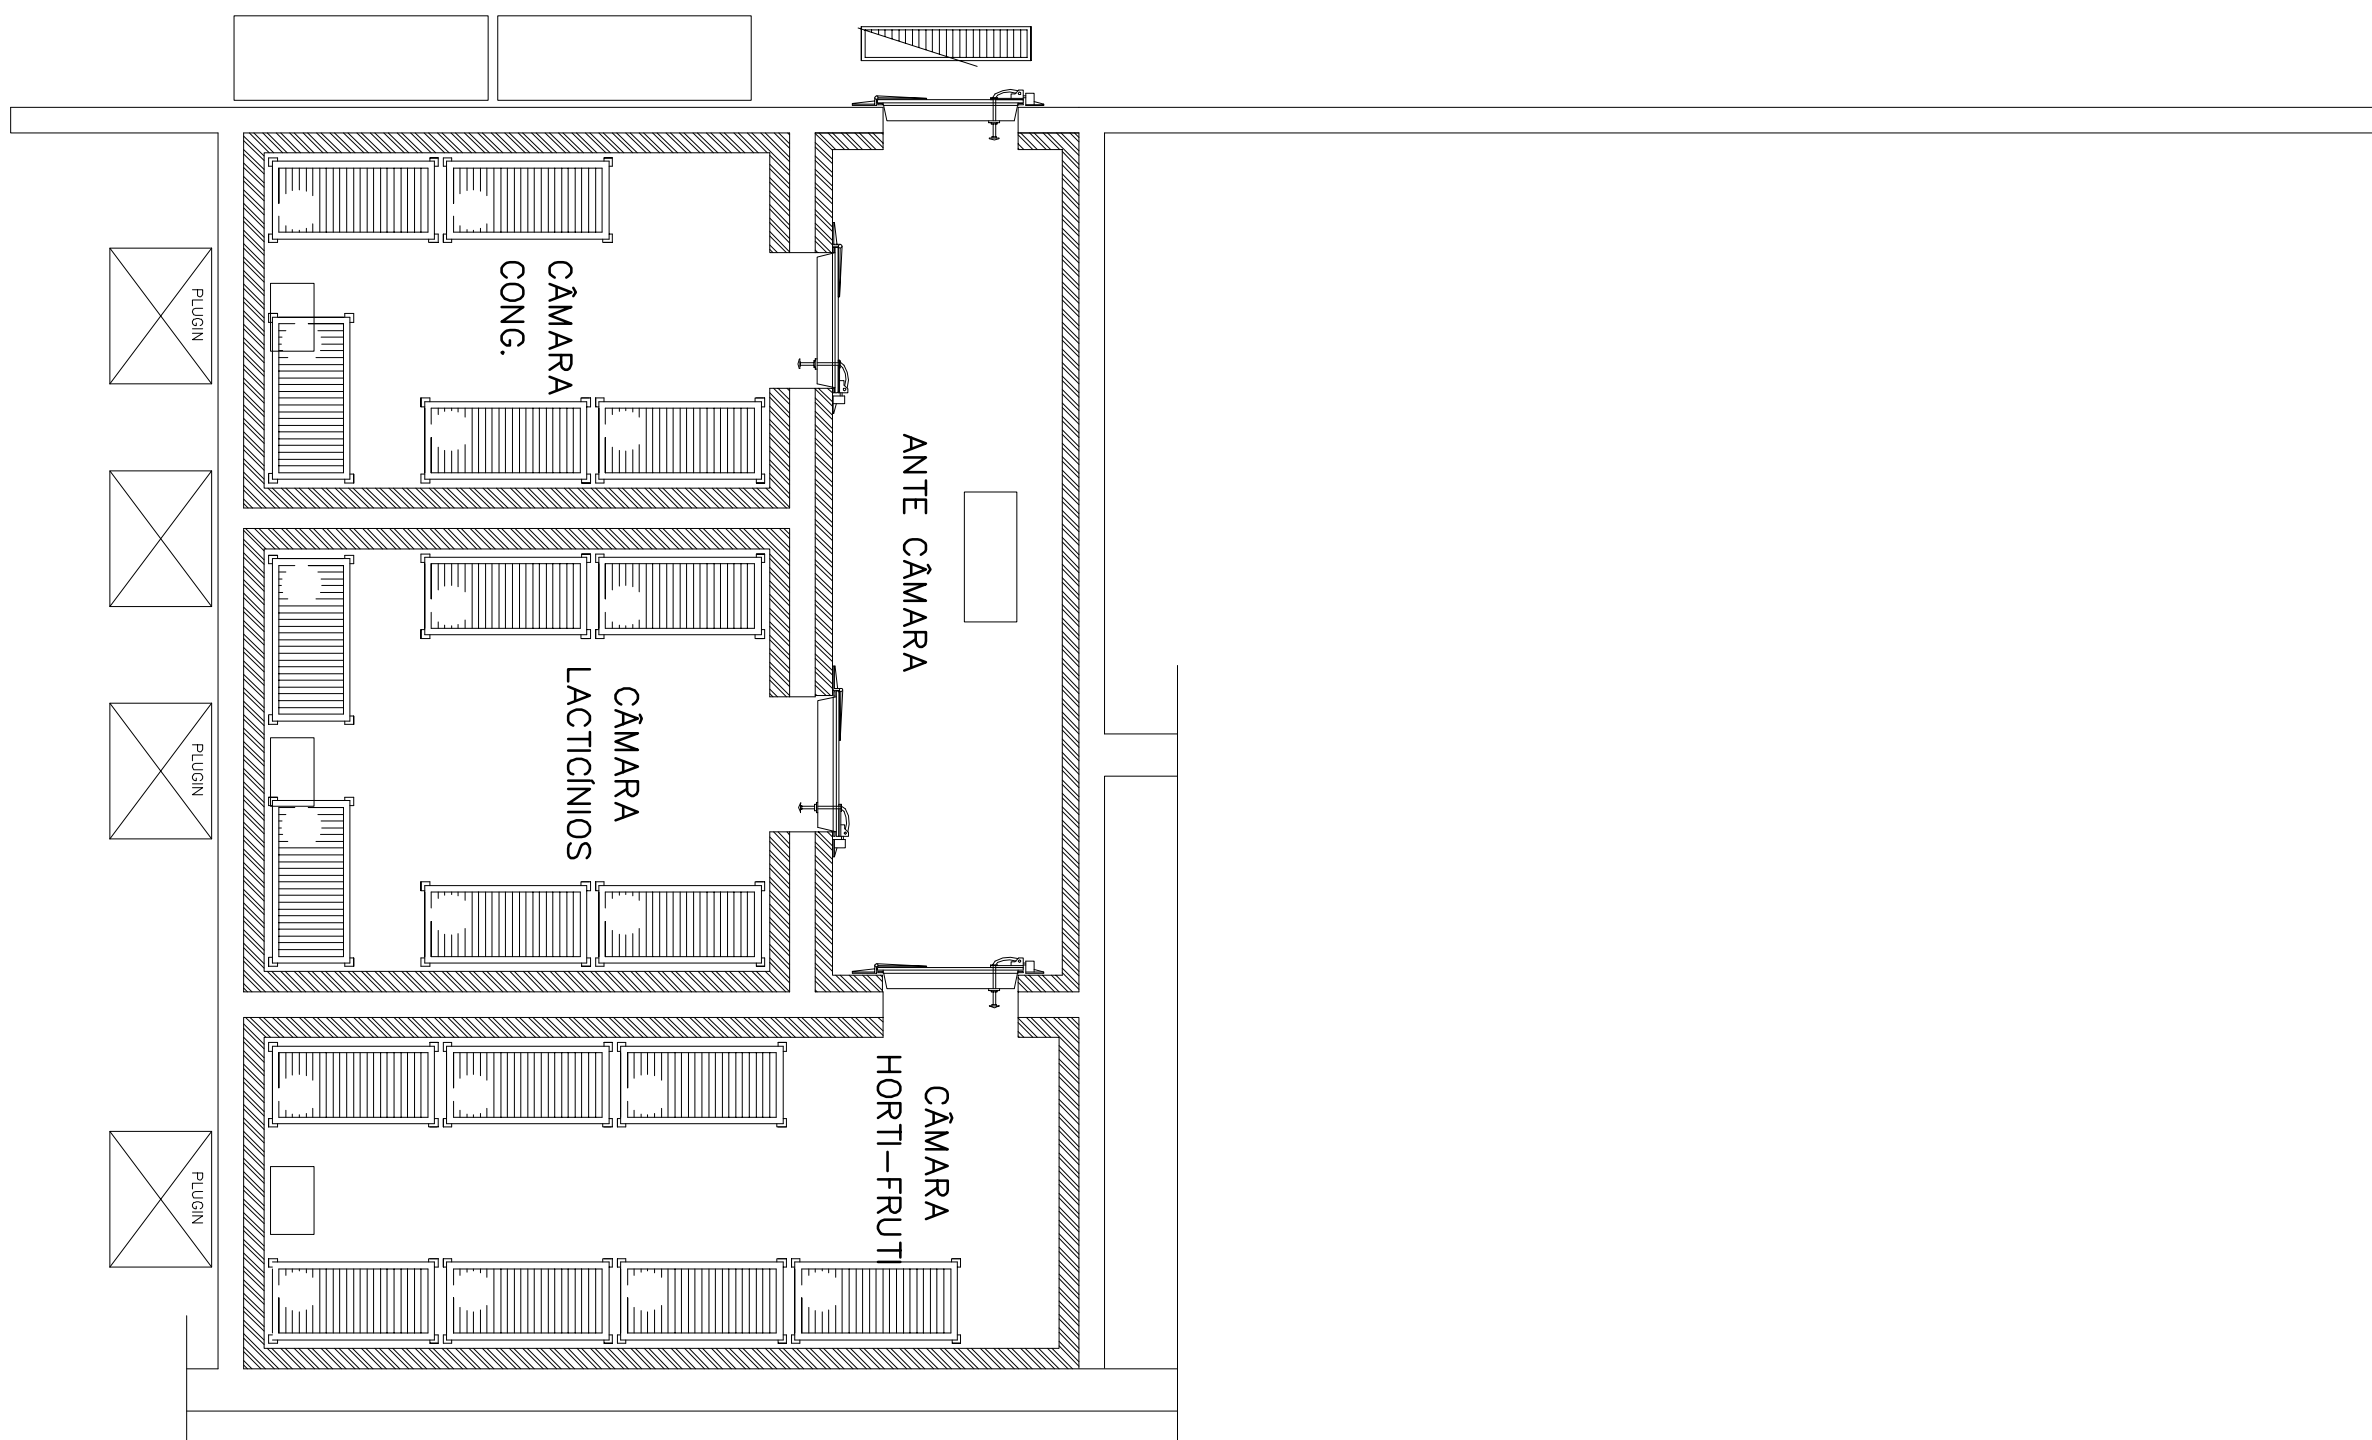 PLUGIN
CÂMARA
CONG.
ANTE CÂMARA
PLUGIN
CÂMARA
LACTICÍNIOS
PLUGIN
CÂMARA
HORTI-FRUTI